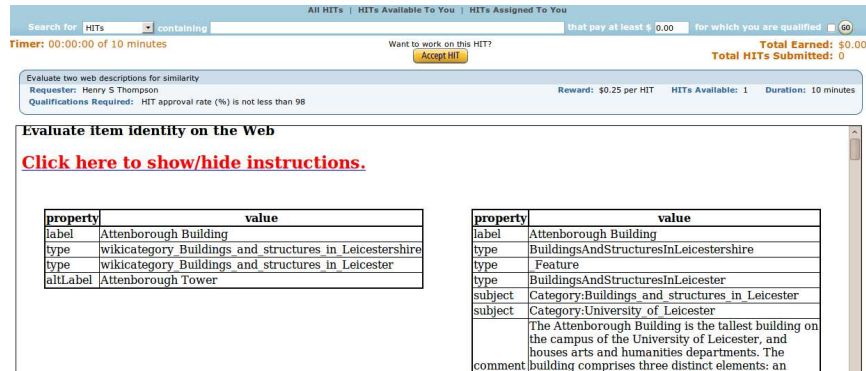 All HITs | HITs Available To You | HITs Assigned To You
Search for HITs containing that pay at least $ 0.00 for which you are qualified GO
Timer: 00:00:00 of 10 minutes
Want to work on this HIT?
Accept HIT
Total Earned: $0.00
Total HITs Submitted: 0
Evaluate two web descriptions for similarity
Requester: Henry S Thompson Reward: $0.25 per HIT HITs Available: 1 Duration: 10 minutes
Qualifications Required: HIT approval rate (%) is not less than 98
Evaluate item identity on the Web
Click here to show/hide instructions.
property value
label Attenborough Building
type wikicategory_Buildings_and_structures_in_Leicestershire
type wikicategory_Buildings_and_structures_in_Leicester
altLabel Attenborough Tower
property value
label Attenborough Building
type BuildingsAndStructuresInLeicestershire
type _Feature
type BuildingsAndStructuresInLeicester
subject Category:Buildings_and_structures_in_Leicester
subject Category:University_of_Leicester
The Attenborough Building is the tallest building on
the campus of the University of Leicester, and
houses arts and humanities departments. The
comment building comprises three distinct elements: an